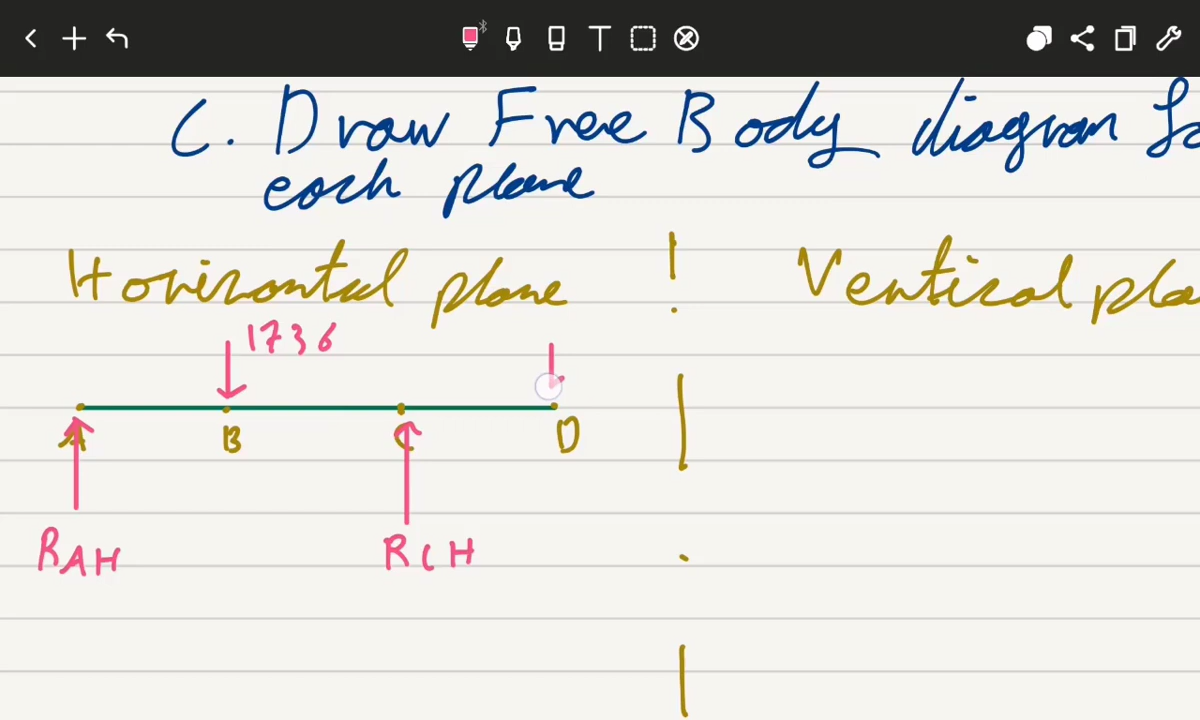 C. Draw Free Body diagram fo
each plane
Horizontal plane
Vertical pla
1736
A B C D
RAH RCH